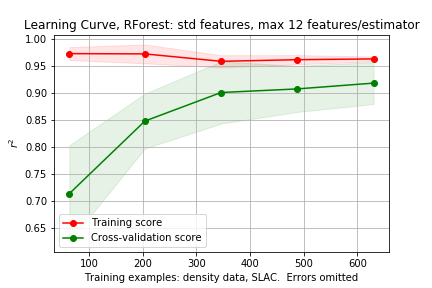 Learning Curve, RForest: std features, max 12 features/estimator
1.00
0.95
0.90
0.85
0.80
0.75
0.70
0.65
r²
Training score
Cross-validation score
100 200 300 400 500 600
Training examples: density data, SLAC.  Errors omitted